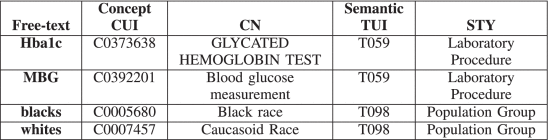 Free-text Concept CUI CN Semantic TUI STY
Hba1c C0373638 GLYCATED HEMOGLOBIN TEST T059 Laboratory Procedure
MBG C0392201 Blood glucose measurement T059 Laboratory Procedure
blacks C0005680 Black race T098 Population Group
whites C0007457 Caucasoid Race T098 Population Group